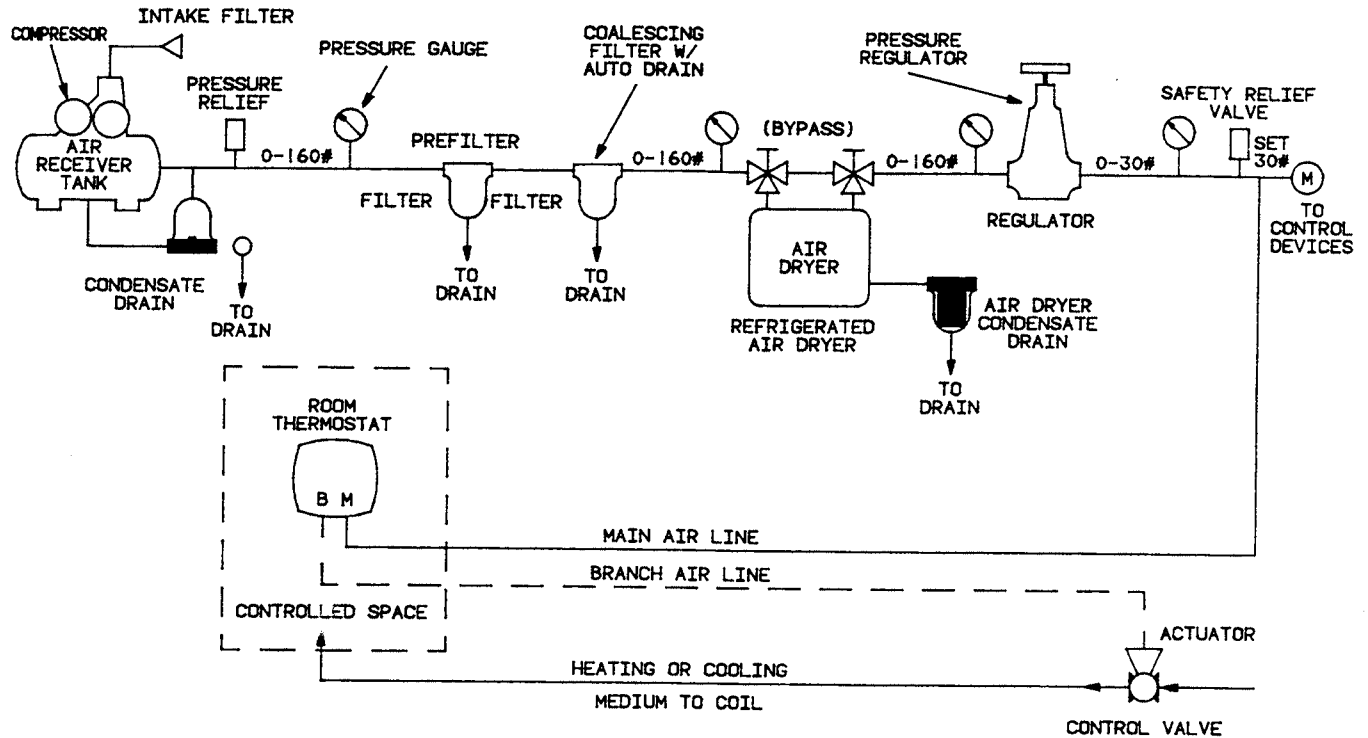 INTAKE FILTER
COMPRESSOR
PRESSURE GAUGE
COALESCING
FILTER W/
AUTO DRAIN
PRESSURE
REGULATOR
PRESSURE
RELIEF
SAFETY RELIEF
VALVE
SET
30#
AIR
RECEIVER
TANK
0-160#
PREFILTER
0-160#
(BYPASS)
0-160#
0-30#
M
FILTER
FILTER
REGULATOR
TO
CONTROL
DEVICES
AIR
DRYER
CONDENSATE
DRAIN
TO
DRAIN
TO
DRAIN
TO
DRAIN
REFRIGERATED
AIR DRYER
AIR DRYER
CONDENSATE
DRAIN
TO
DRAIN
ROOM
THERMOSTAT
B M
MAIN AIR LINE
BRANCH AIR LINE
CONTROLLED SPACE
ACTUATOR
HEATING OR COOLING
MEDIUM TO COIL
CONTROL VALVE